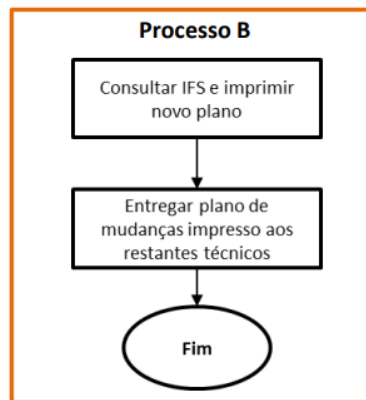 Processo B
Consultar IFS e imprimir
novo plano
Entregar plano de
mudanças impresso aos
restantes técnicos
Fim